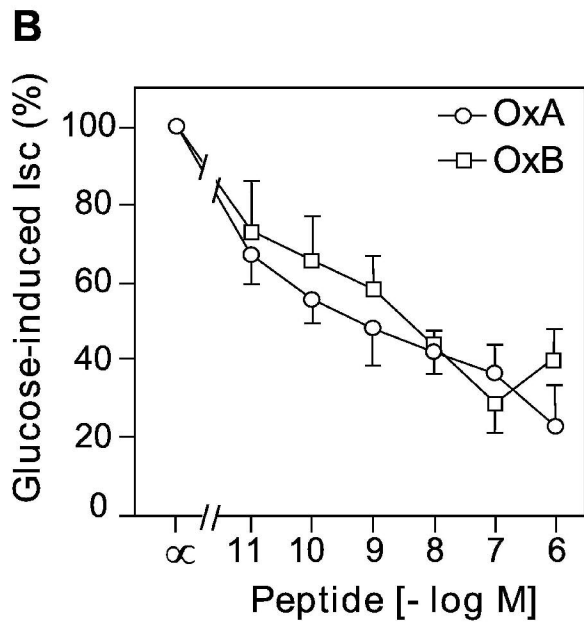 B
Glucose-induced Isc (%)
OxA
OxB
100
80
60
40
20
0
∝ 11 10 9 8 7 6
Peptide [- log M]